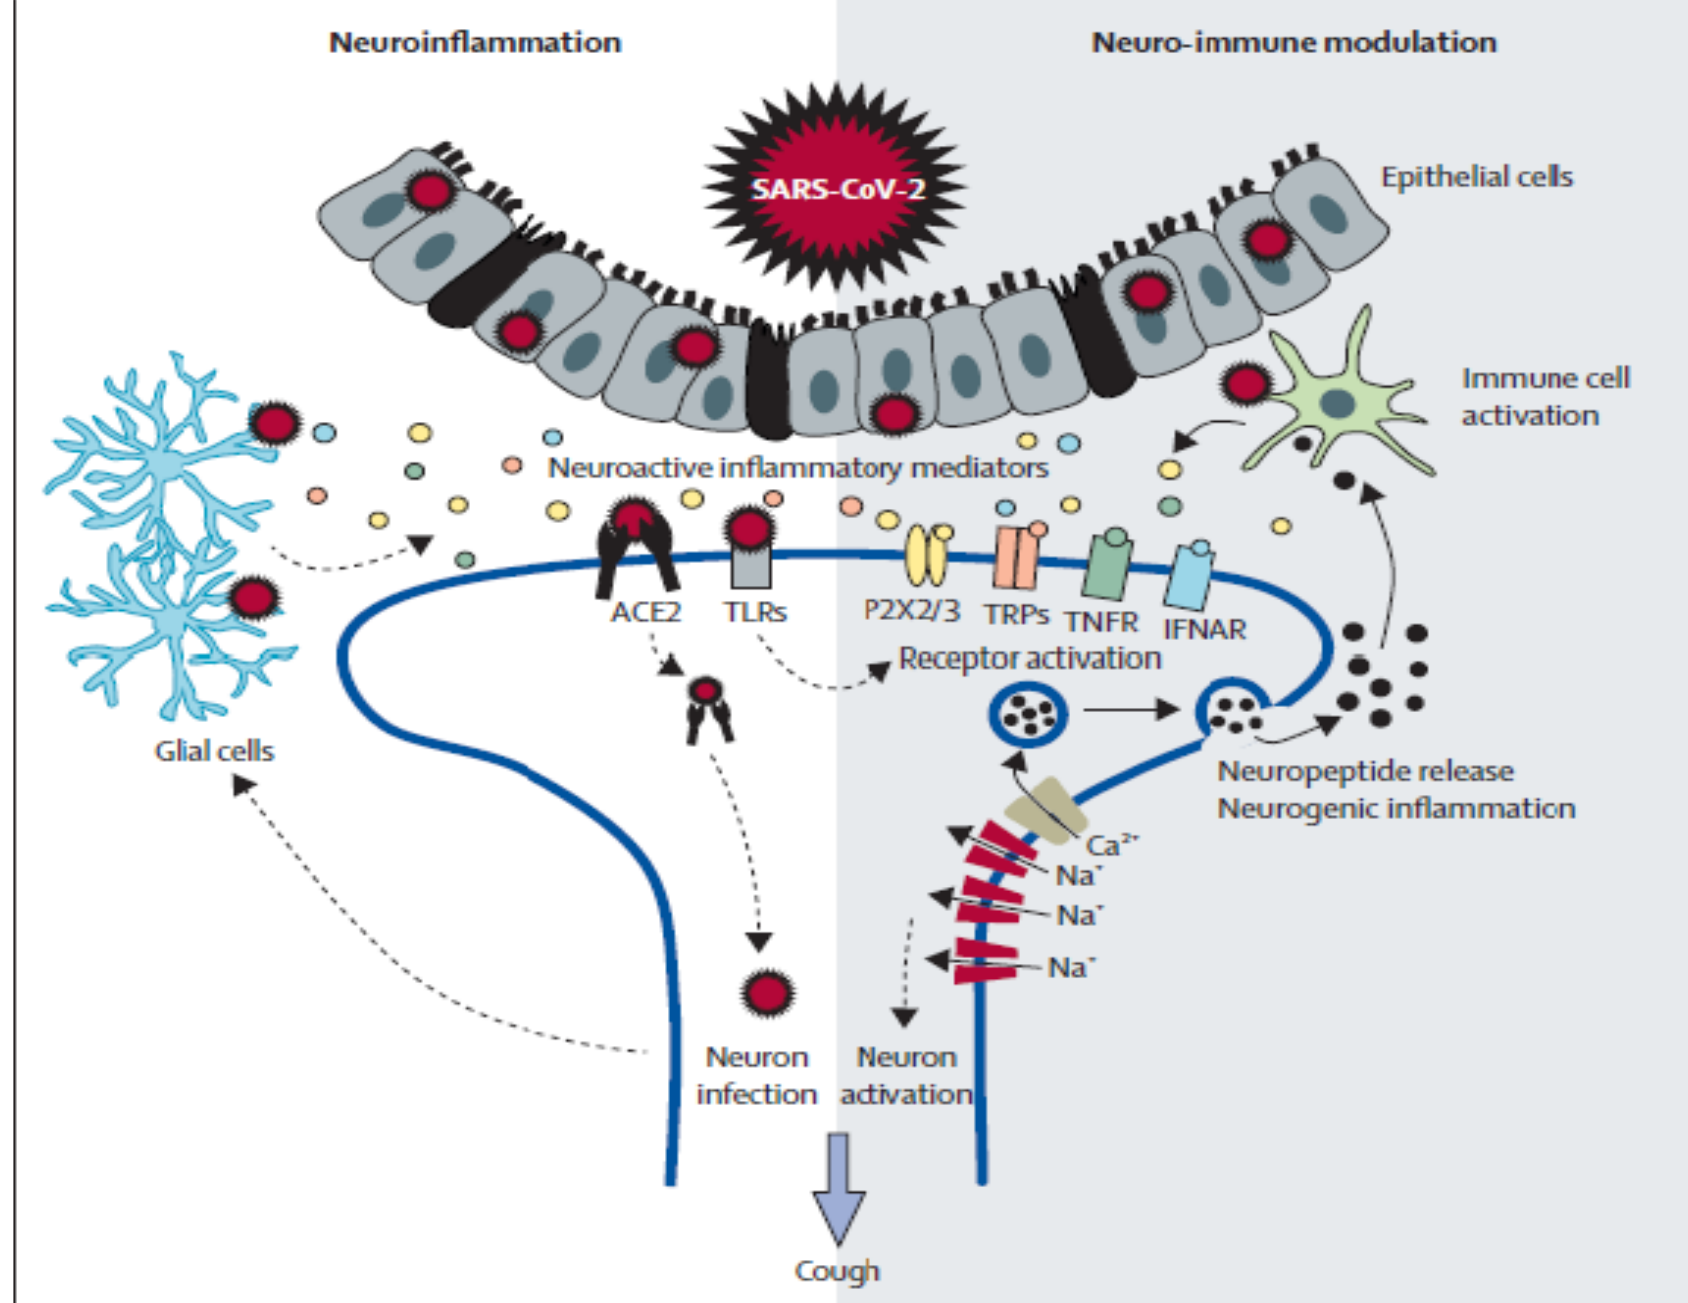 Neuroinflammation
Neuro-immune modulation
SARS-CoV-2
Epithelial cells
Immune cell
activation
Neuroactive inflammatory mediators
ACE2
TLRs
P2X2/3
TRPs
TNFR
IFNAR
Receptor activation
Glial cells
Neuropeptide release
Neurogenic inflammation
Ca²⁺
Na⁺
Na⁺
Na⁺
Neuron
infection
Neuron
activation
Cough